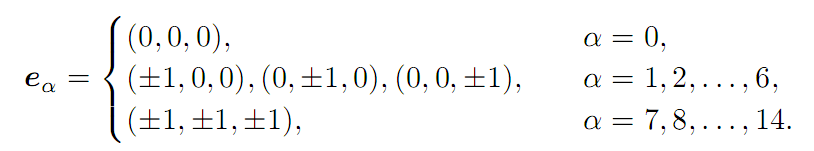 (0, 0, 0), α = 0,
e_α = { (±1, 0, 0), (0, ±1, 0), (0, 0, ±1), α = 1, 2, . . . , 6,
(±1, ±1, ±1), α = 7, 8, . . . , 14.